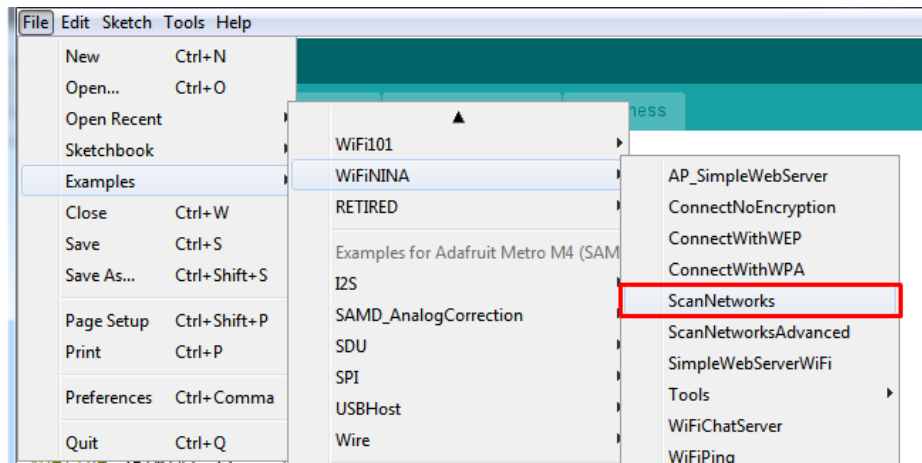 File Edit Sketch Tools Help
New Ctrl+N
Open... Ctrl+O
Open Recent
Sketchbook
Examples
Close Ctrl+W
Save Ctrl+S
Save As... Ctrl+Shift+S
Page Setup Ctrl+Shift+P
Print Ctrl+P
Preferences Ctrl+Comma
Quit Ctrl+Q
WiFi101
WiFiNINA
RETIRED
Examples for Adafruit Metro M4 (SAM
I2S
SAMD_AnalogCorrection
SDU
SPI
USBHost
Wire
ness
AP_SimpleWebServer
ConnectNoEncryption
ConnectWithWEP
ConnectWithWPA
ScanNetworks
ScanNetworksAdvanced
SimpleWebServerWiFi
Tools
WiFiChatServer
WiFiPing